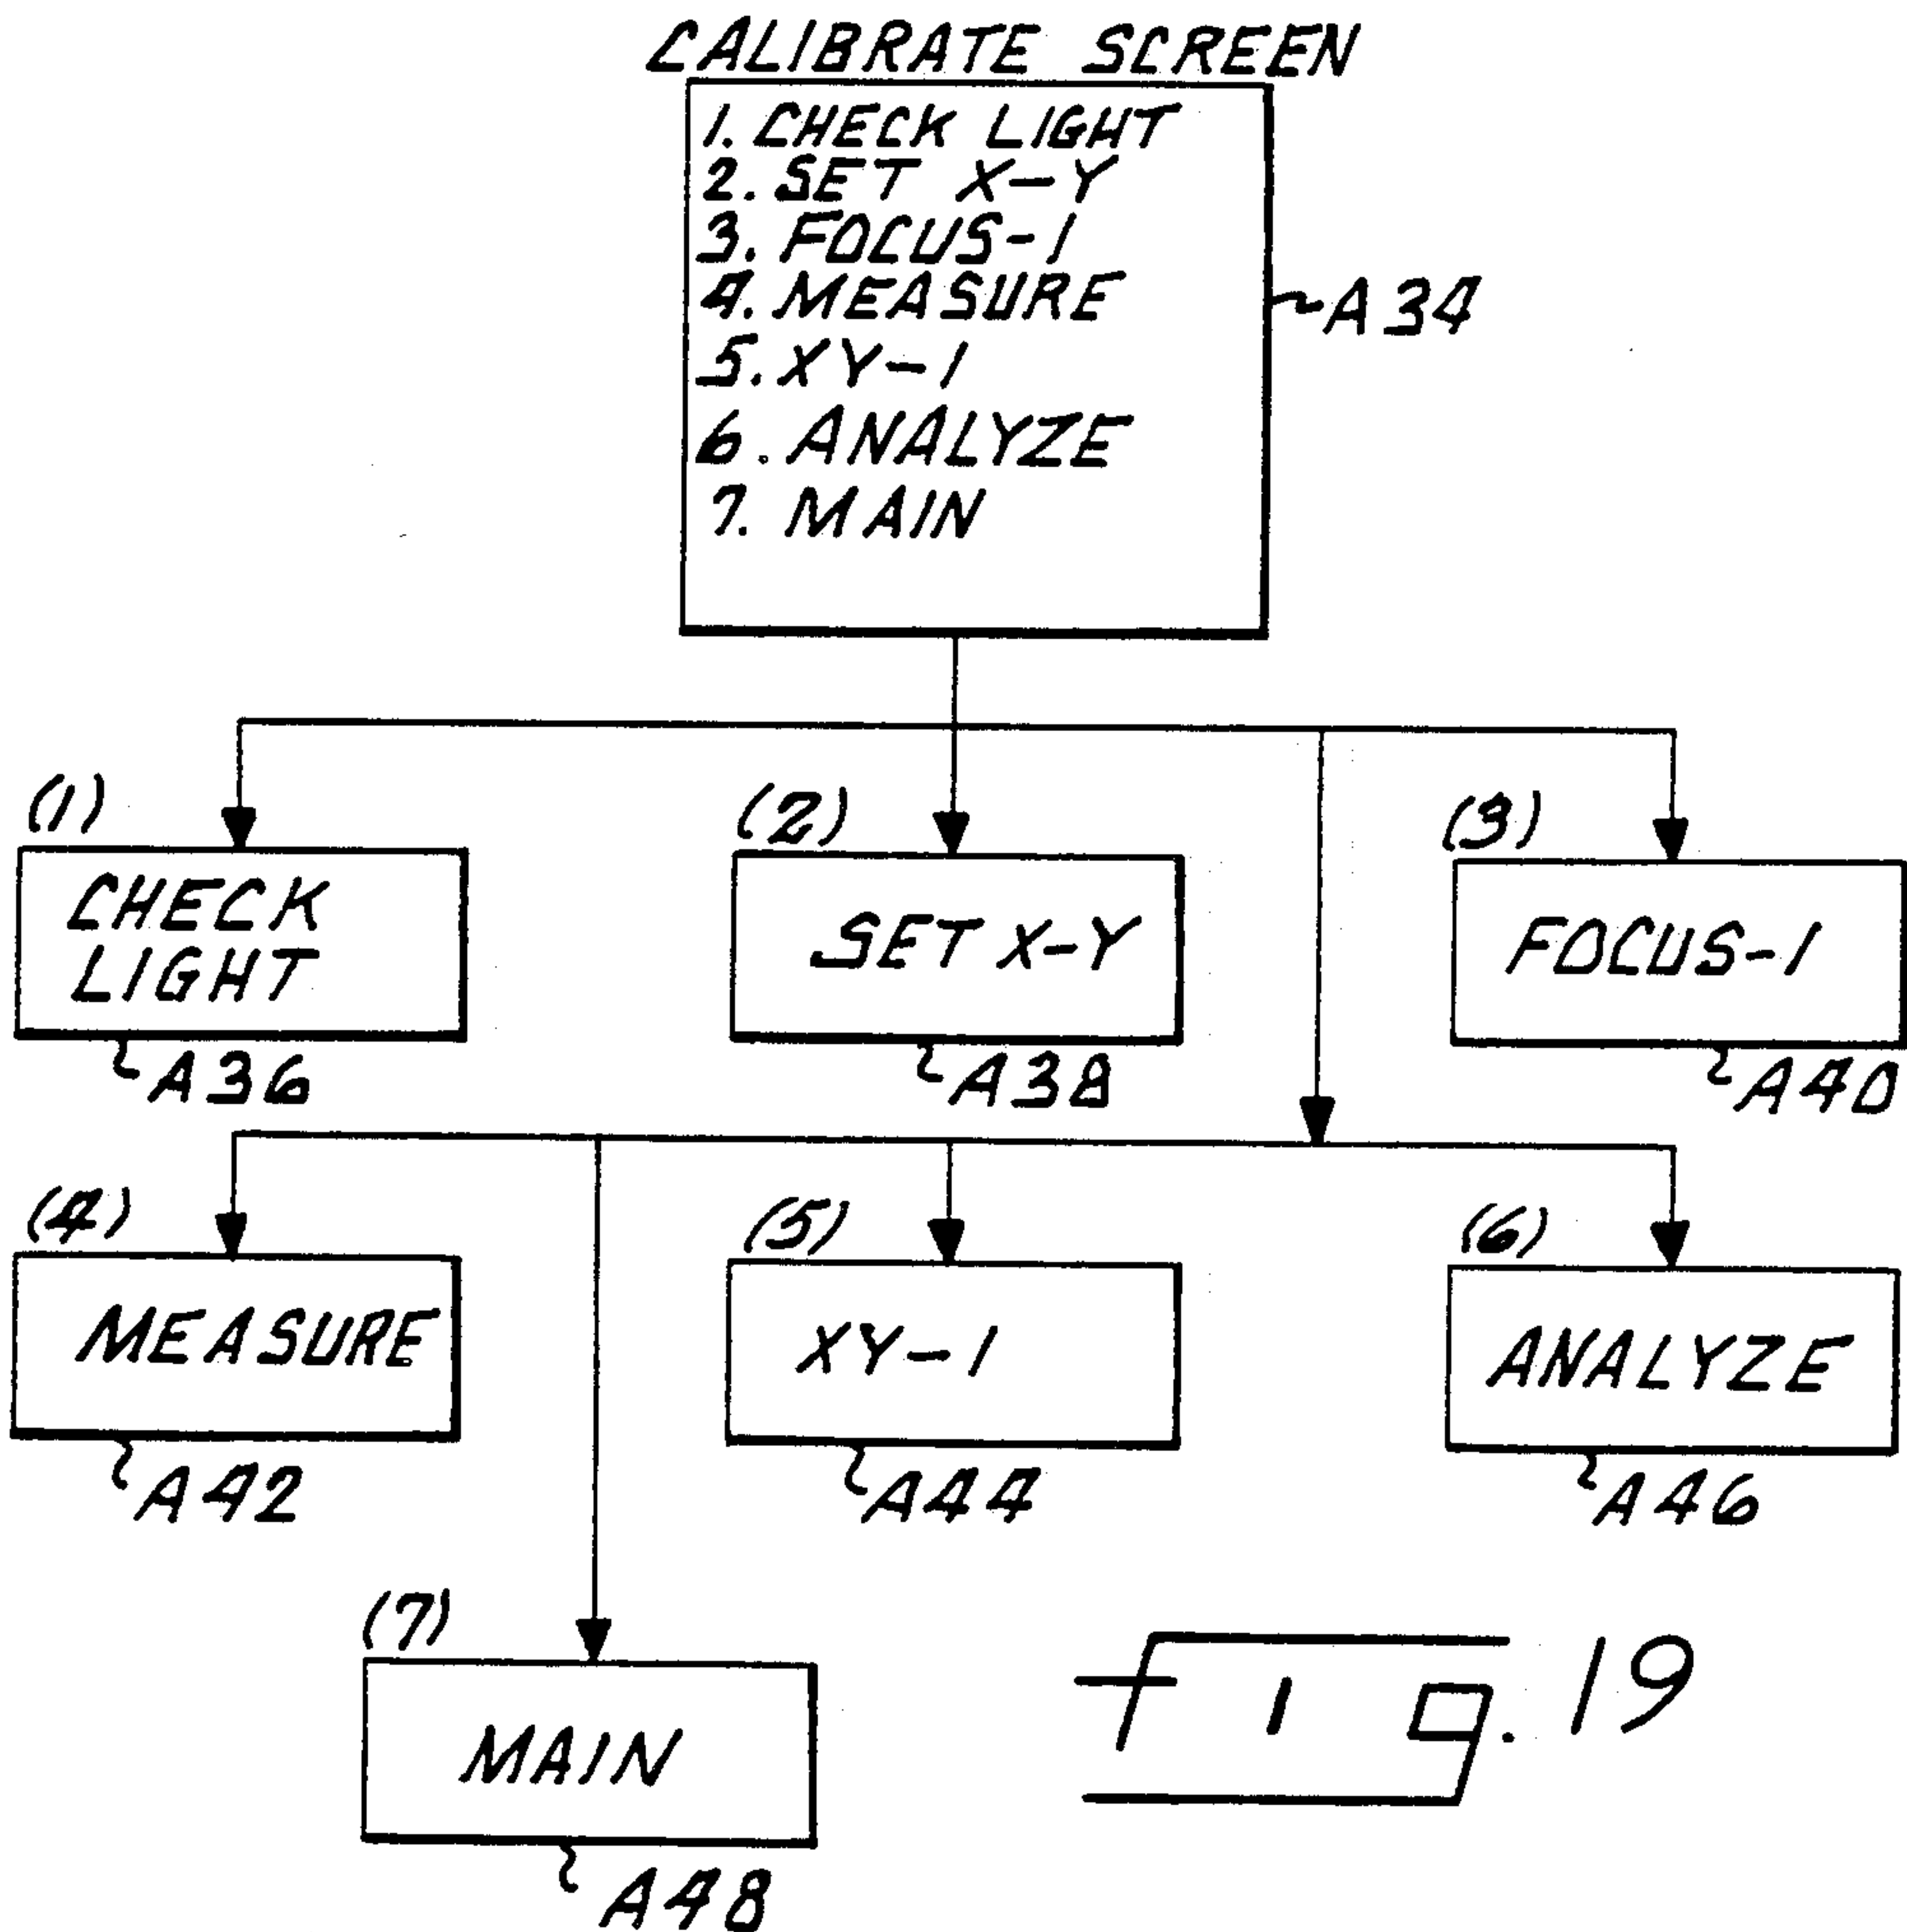 CALIBRATE SCREEN
1. CHECK LIGHT
2. SET X-Y
3. FOCUS-1
4. MEASURE
5. XY-1
6. ANALYZE
7. MAIN
A34
(1)
CHECK
LIGHT
A36
(2)
SET X-Y
A38
(3)
FOCUS-1
A40
(4)
MEASURE
A42
(5)
XY-1
A44
(6)
ANALYZE
A46
(7)
MAIN
A48
fig. 19